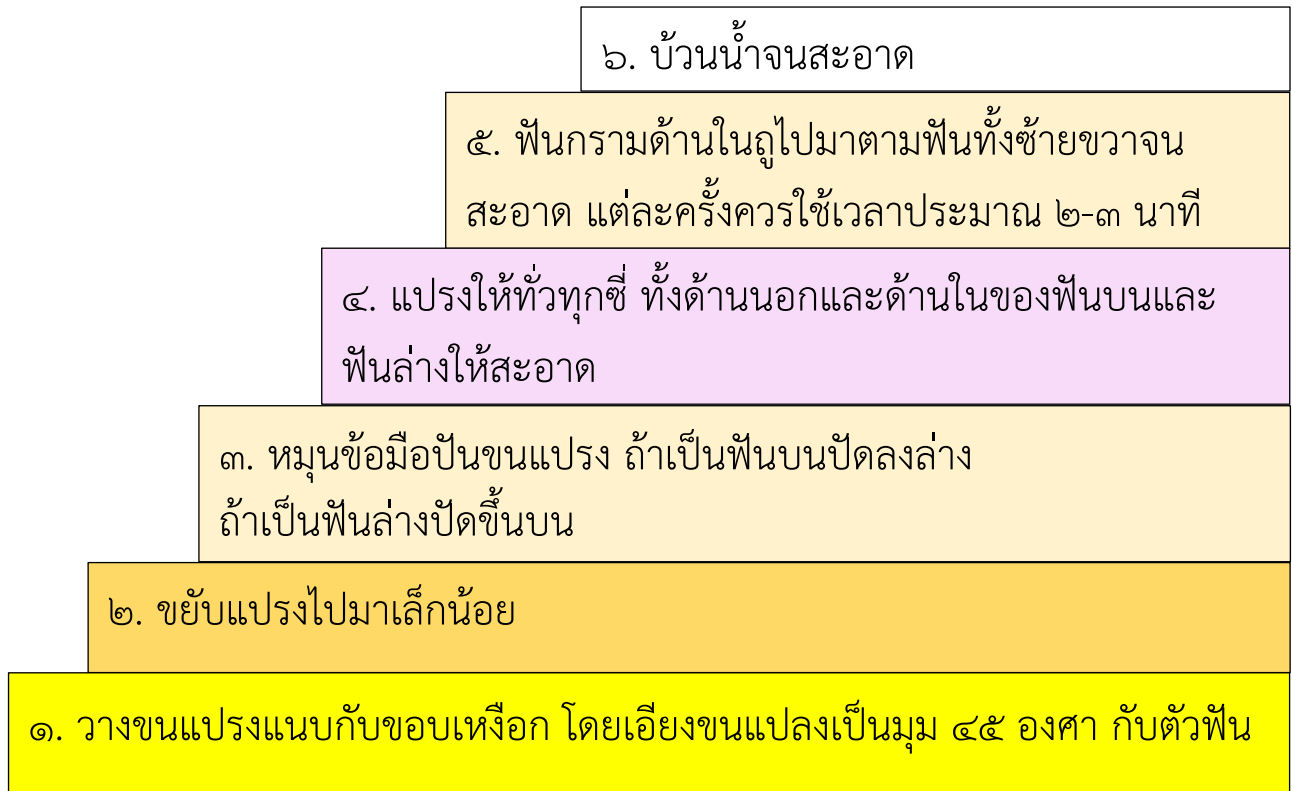 ๖. บ้วนน้ำจนสะอาด
๕. ฟันกรามด้านในถูไปมาตามฟันทั้งซ้ายขวาจน
สะอาด แต่ละครั้งควรใช้เวลาประมาณ ๒-๓ นาที
๔. แปรงให้ทั่วทุกซี่ ทั้งด้านนอกและด้านในของฟันบนและ
ฟันล่างให้สะอาด
๓. หมุนข้อมือปันขนแปรง ถ้าเป็นฟันบนปัดลงล่าง
ถ้าเป็นฟันล่างปัดขึ้นบน
๒. ขยับแปรงไปมาเล็กน้อย
๑. วางขนแปรงแนบกับขอบเหงือก โดยเอียงขนแปลงเป็นมุม ๔๕ องศา กับตัวฟัน